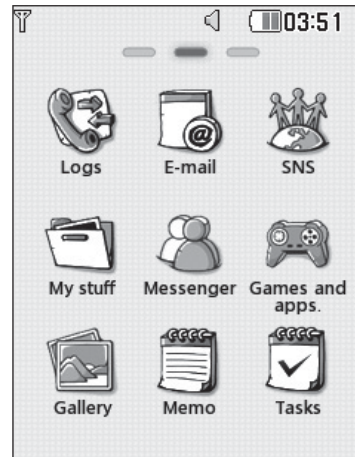 03:51
Logs E-mail SNS
@
My stuff Messenger Games and
apps.
Gallery Memo Tasks